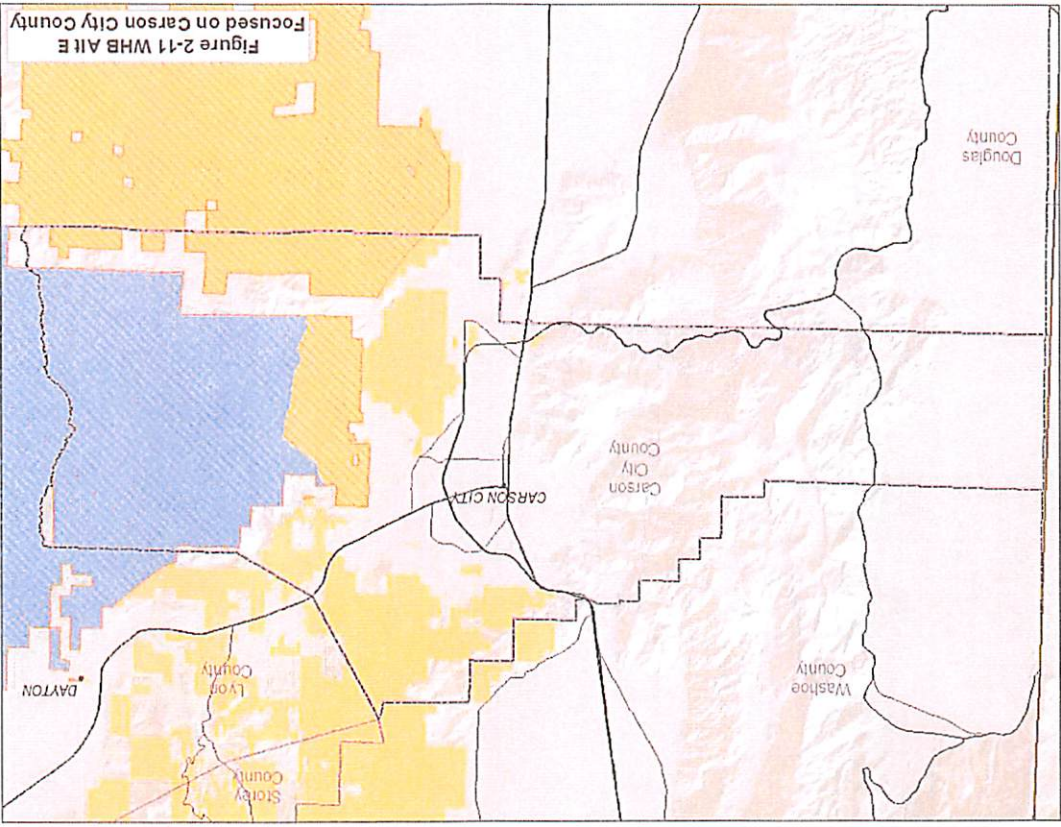 Storey
County
DAYTON
Lyon
County
Washoe
County
CARSON CITY
Carson
City
County
Douglas
County
Figure 2-11 WHB Alt E
Focused on Carson City County